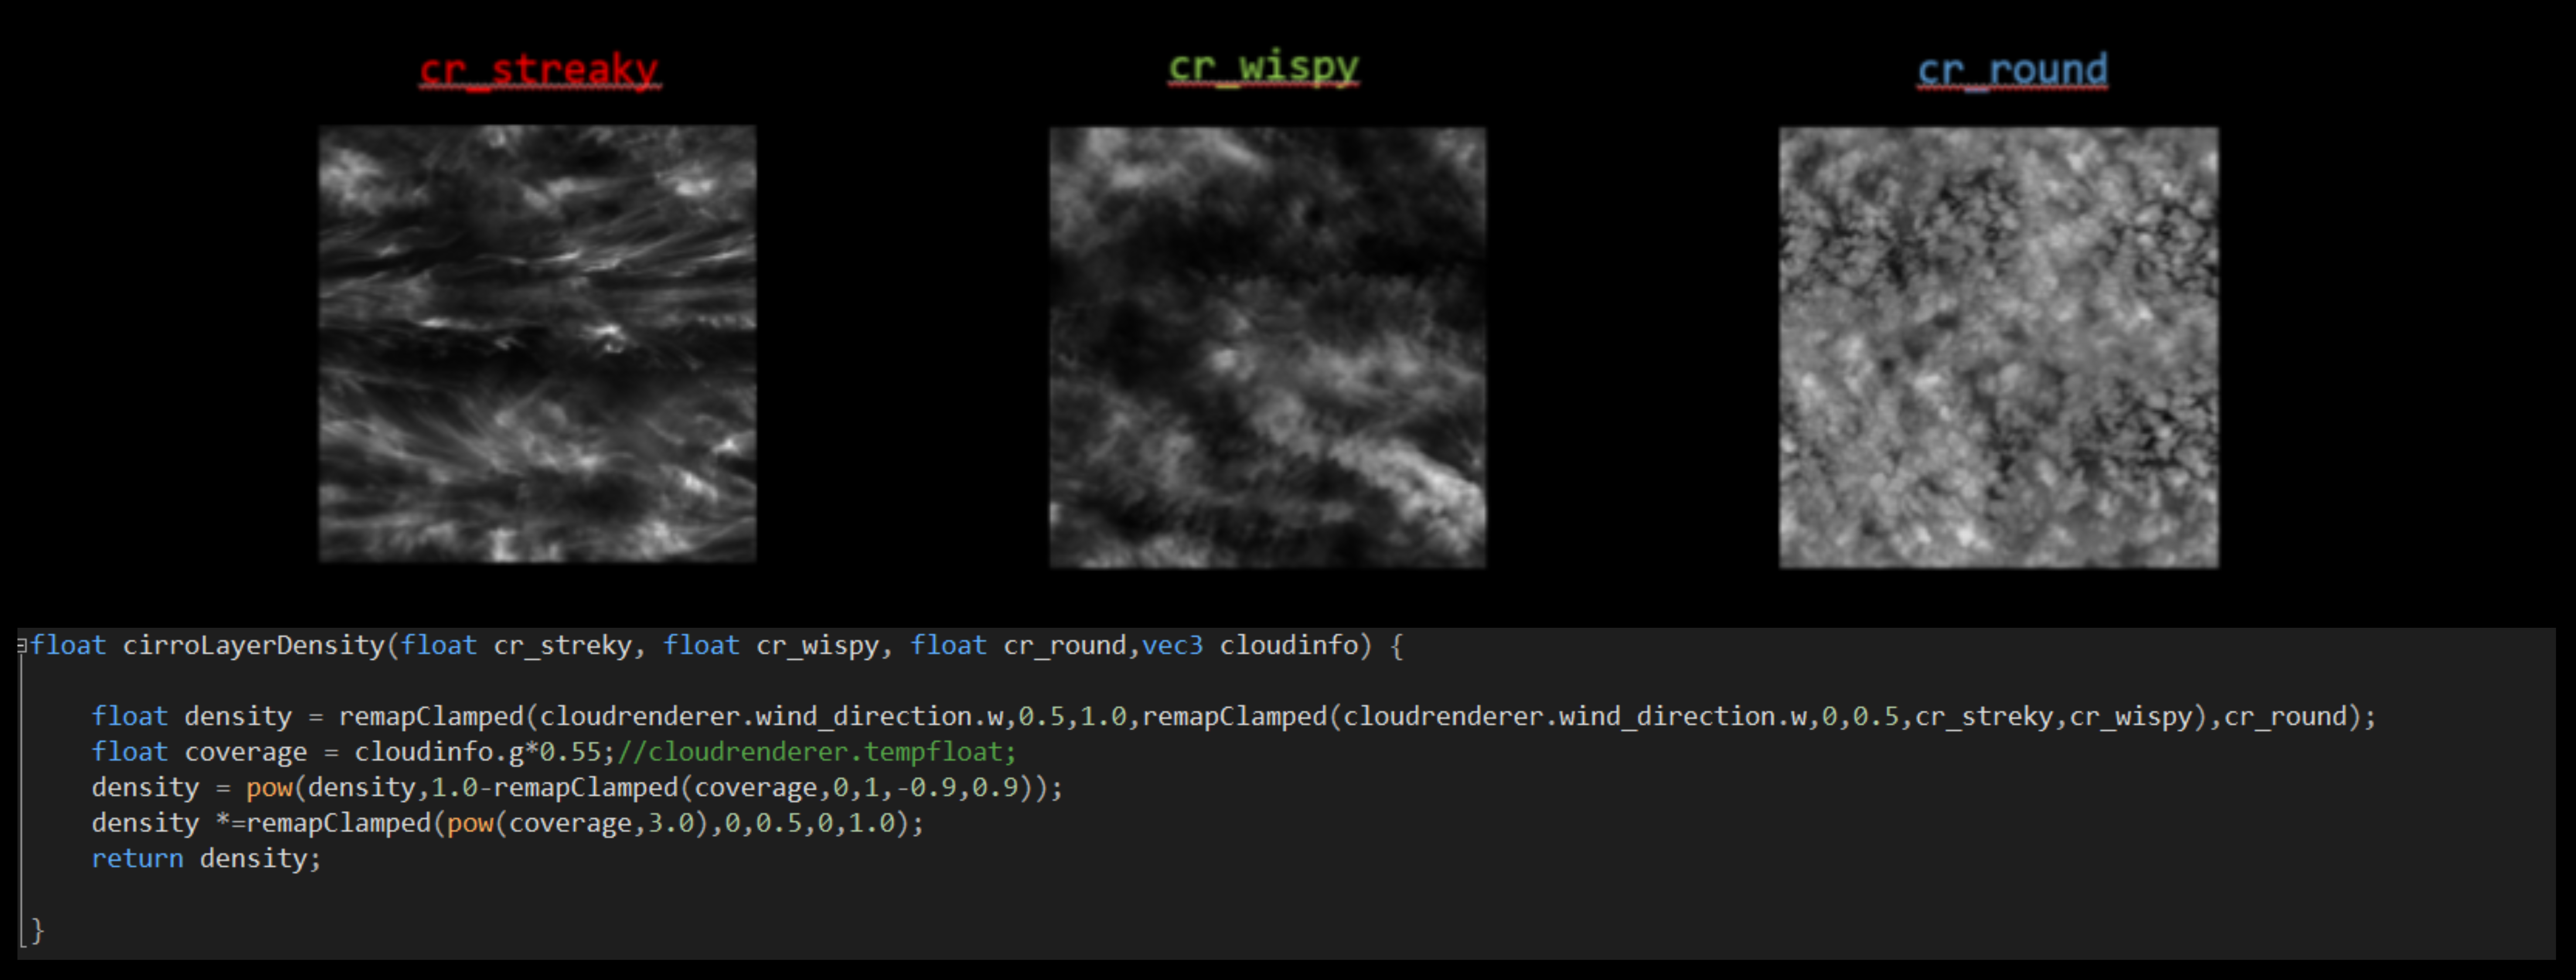 cr_streaky
cr_wispy
cr_round
float cirroLayerDensity(float cr_streky, float cr_wispy, float cr_round,vec3 cloudinfo) {
float density = remapClamped(cloudrenderer.wind_direction.w,0.5,1.0,remapClamped(cloudrenderer.wind_direction.w,0,0.5,cr_streky,cr_wispy),cr_round);
float coverage = cloudinfo.g*0.55;//cloudrenderer.tempfloat;
density = pow(density,1.0-remapClamped(coverage,0,1,-0.9,0.9));
density *=remapClamped(pow(coverage,3.0),0,0.5,0,1.0);
return density;
}